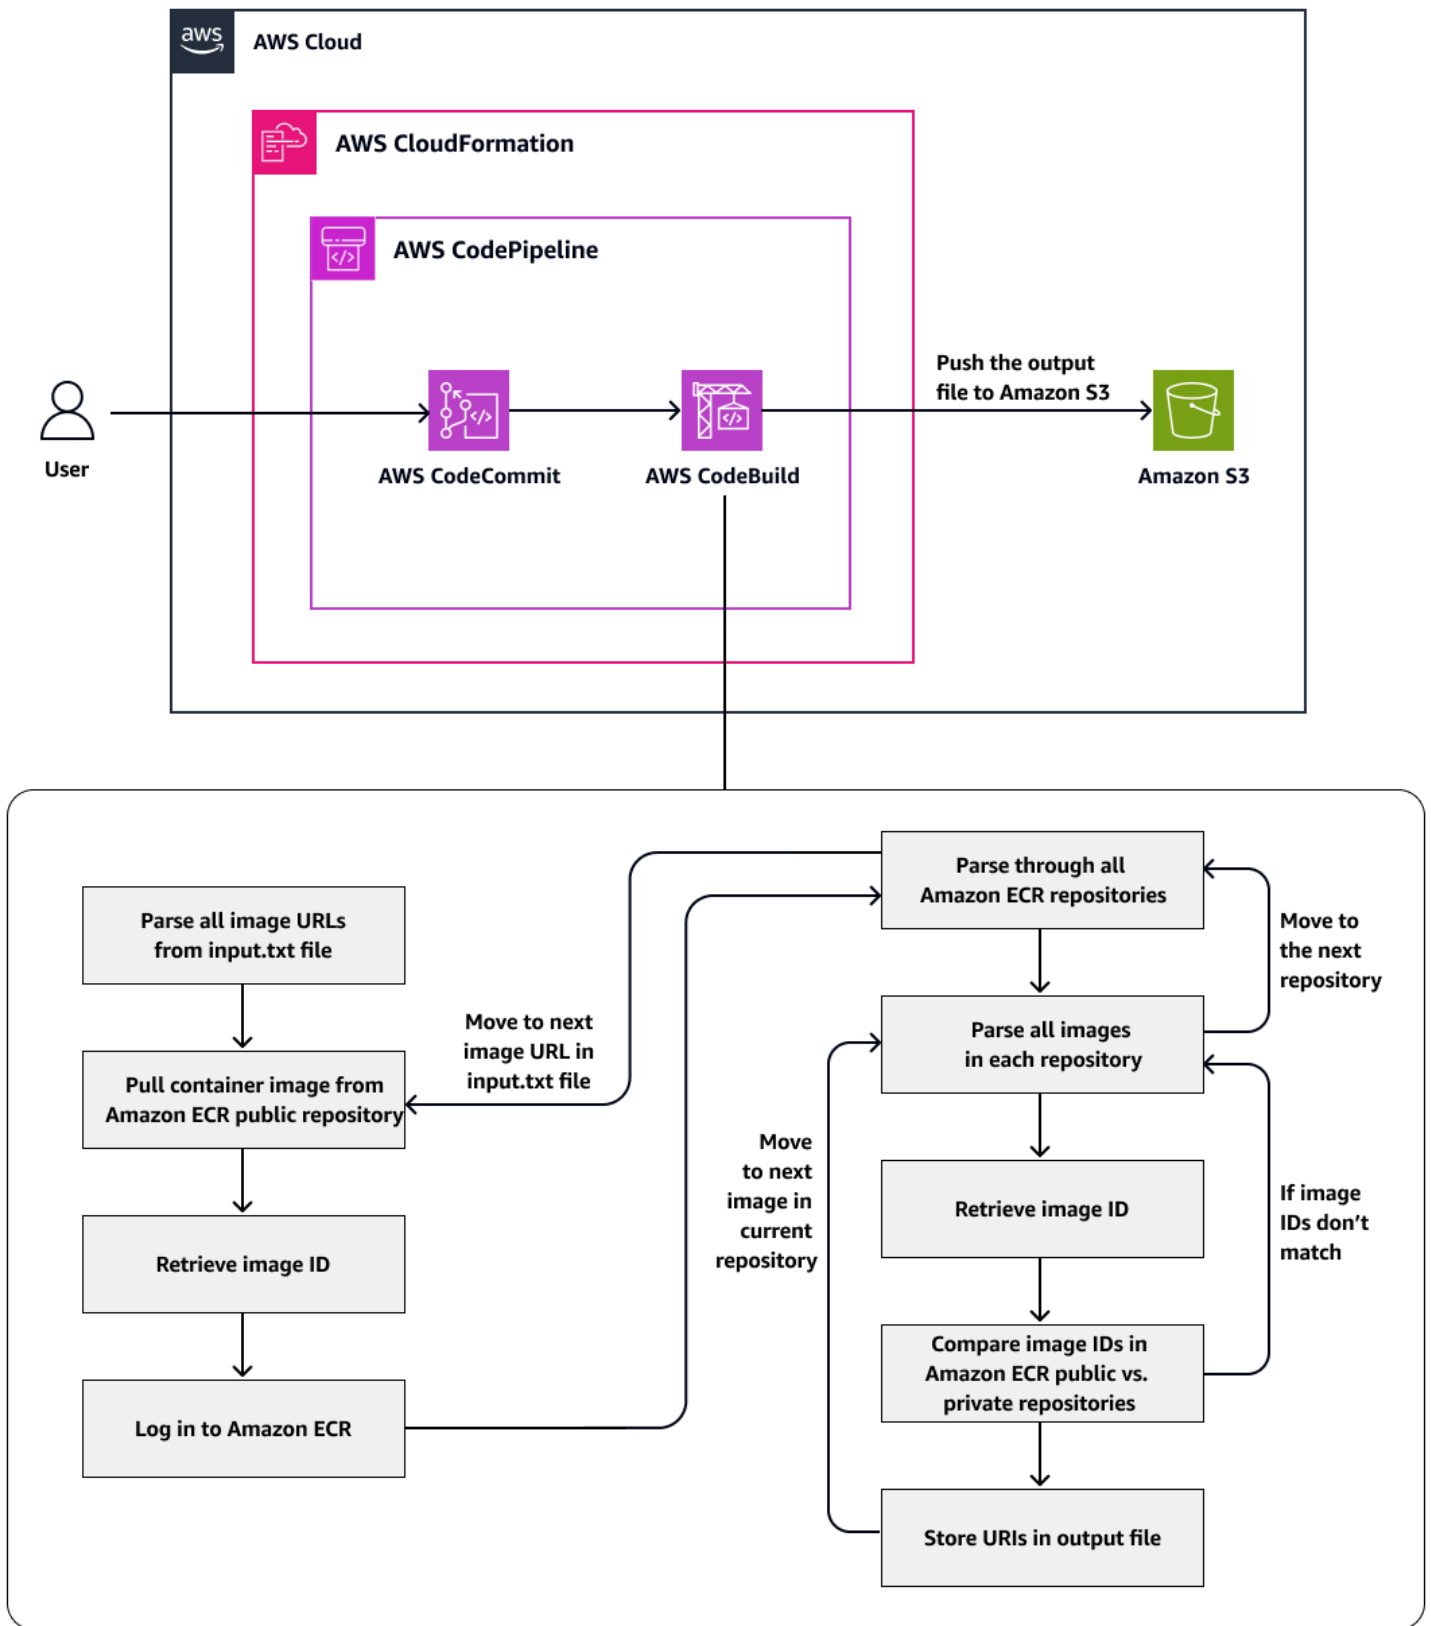 aws
AWS Cloud
AWS CloudFormation
AWS CodePipeline
</>
Push the output
file to Amazon S3
</>
</>
User
AWS CodeCommit
AWS CodeBuild
Amazon S3
Parse all image URLs
from input.txt file
Pull container image from
Amazon ECR public repository
Retrieve image ID
Log in to Amazon ECR
Move to next
image URL in
input.txt file
Parse through all
Amazon ECR repositories
Move to
the next
repository
Parse all images
in each repository
Move
to next
image in
current
repository
Retrieve image ID
If image
IDs don’t
match
Compare image IDs in
Amazon ECR public vs.
private repositories
Store URIs in output file